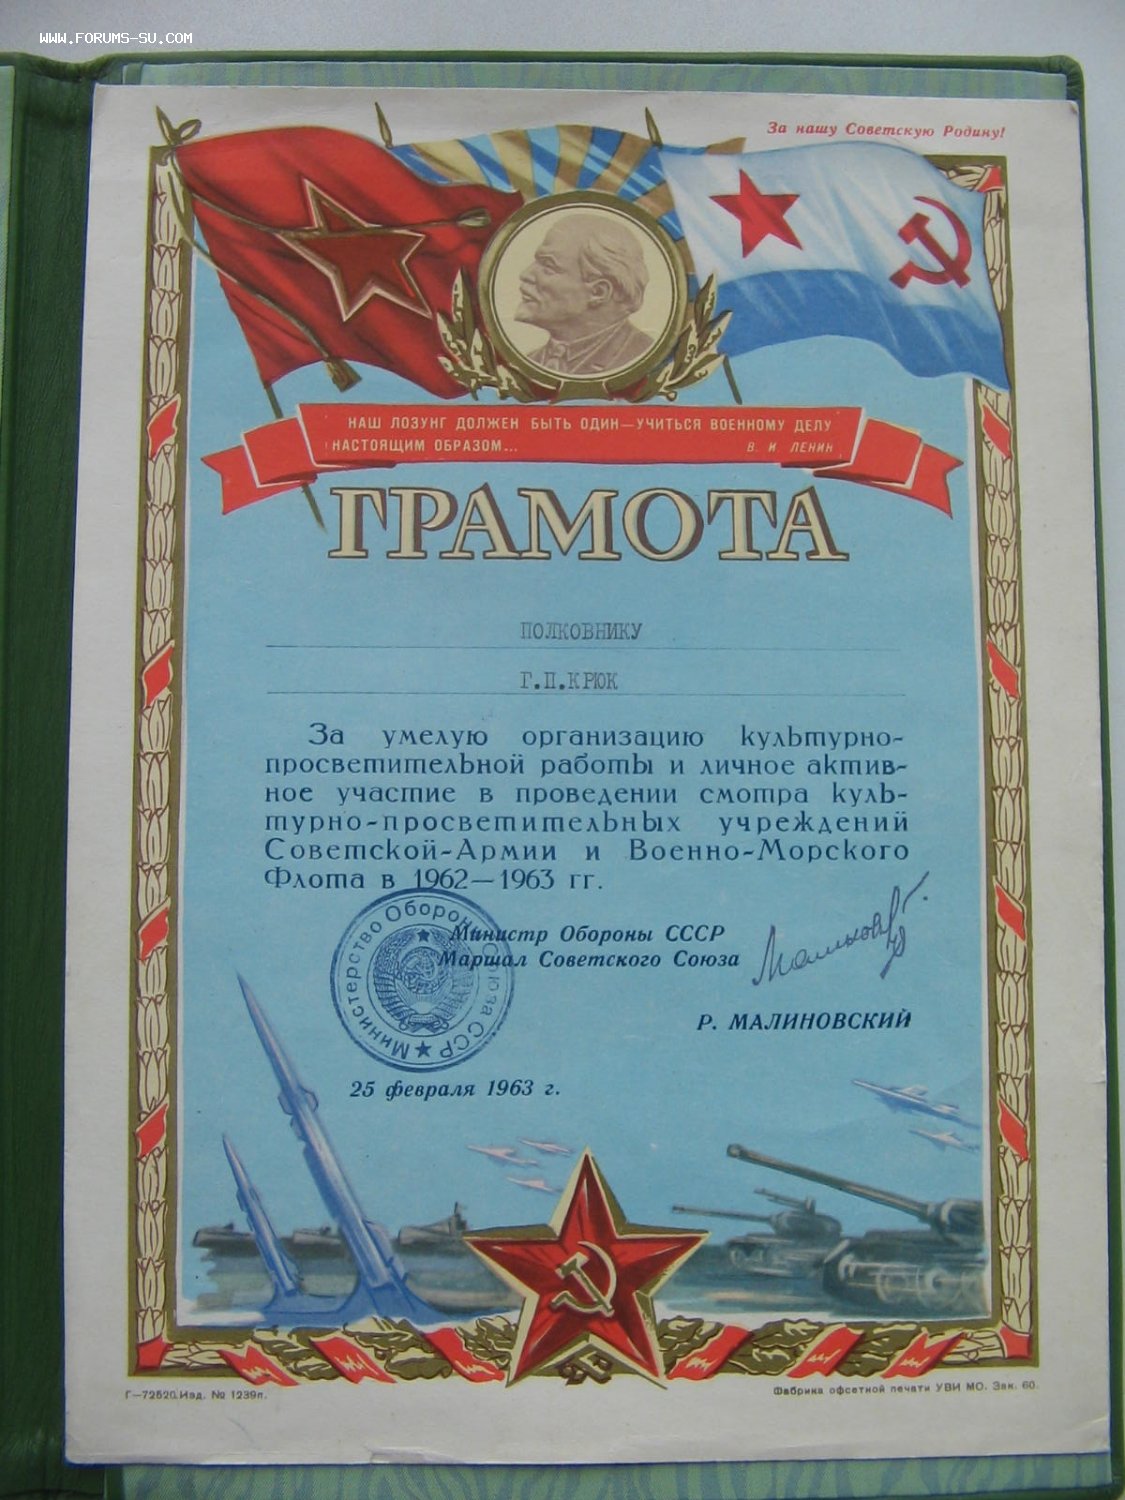 www.forums-su.com
За нашу Советскую Родину!
НАШ ЛОЗУНГ ДОЛЖЕН БЫТЬ ОДИН—УЧИТЬСЯ ВОЕННОМУ ДЕЛУ
НАСТОЯЩИМ ОБРАЗОМ... В. И. ЛЕНИН
ГРАМОТА
ПОЛКОВНИКУ
Г.П.КРЮК
За умелую организацию культурно-
просветительной работы и личное актив-
ное участие в проведении смотра куль-
турно-просветительных учреждений
Советской-Армии и Военно-Морского
Флота в 1962—1963 гг.
Министр Обороны СССР
Маршал Советского Союза
Р. МАЛИНОВСКИЙ
Министерство Обороны Союза ССР
25 февраля 1963 г.
Г—72620. Изд. № 1239п.
Фабрика офсетной печати УВИ МО. Зак. 60.